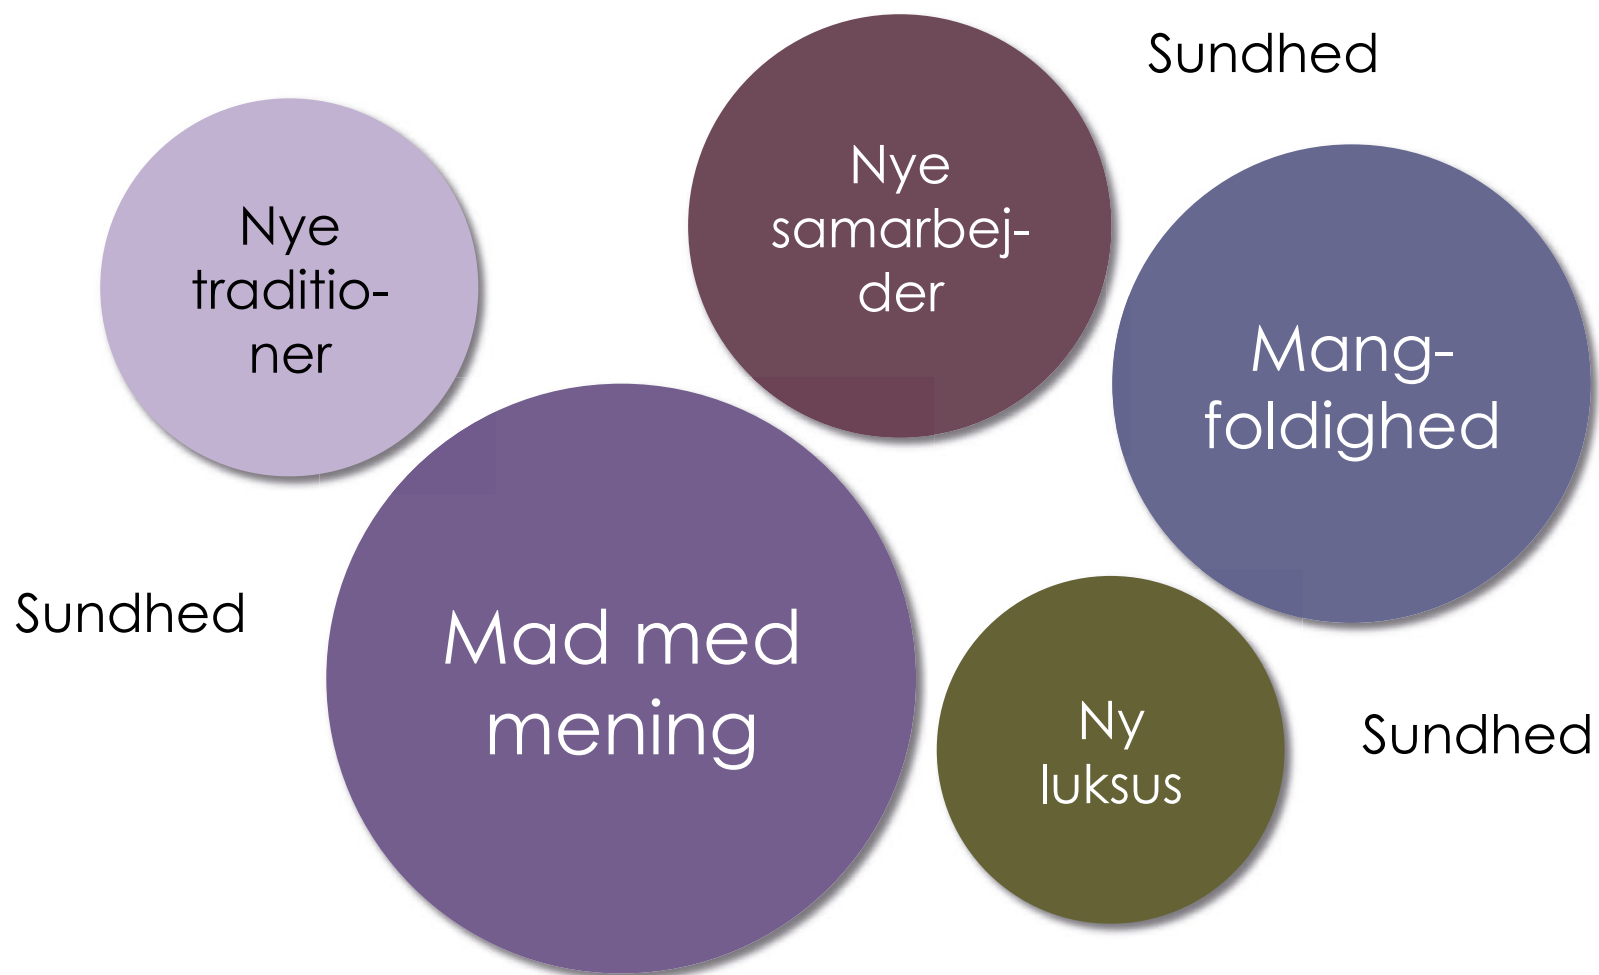 Sundhed
Nye
samarbej-
der
Nye
traditio-
ner
Mang-
foldighed
Sundhed
Mad med
mening
Ny
luksus
Sundhed